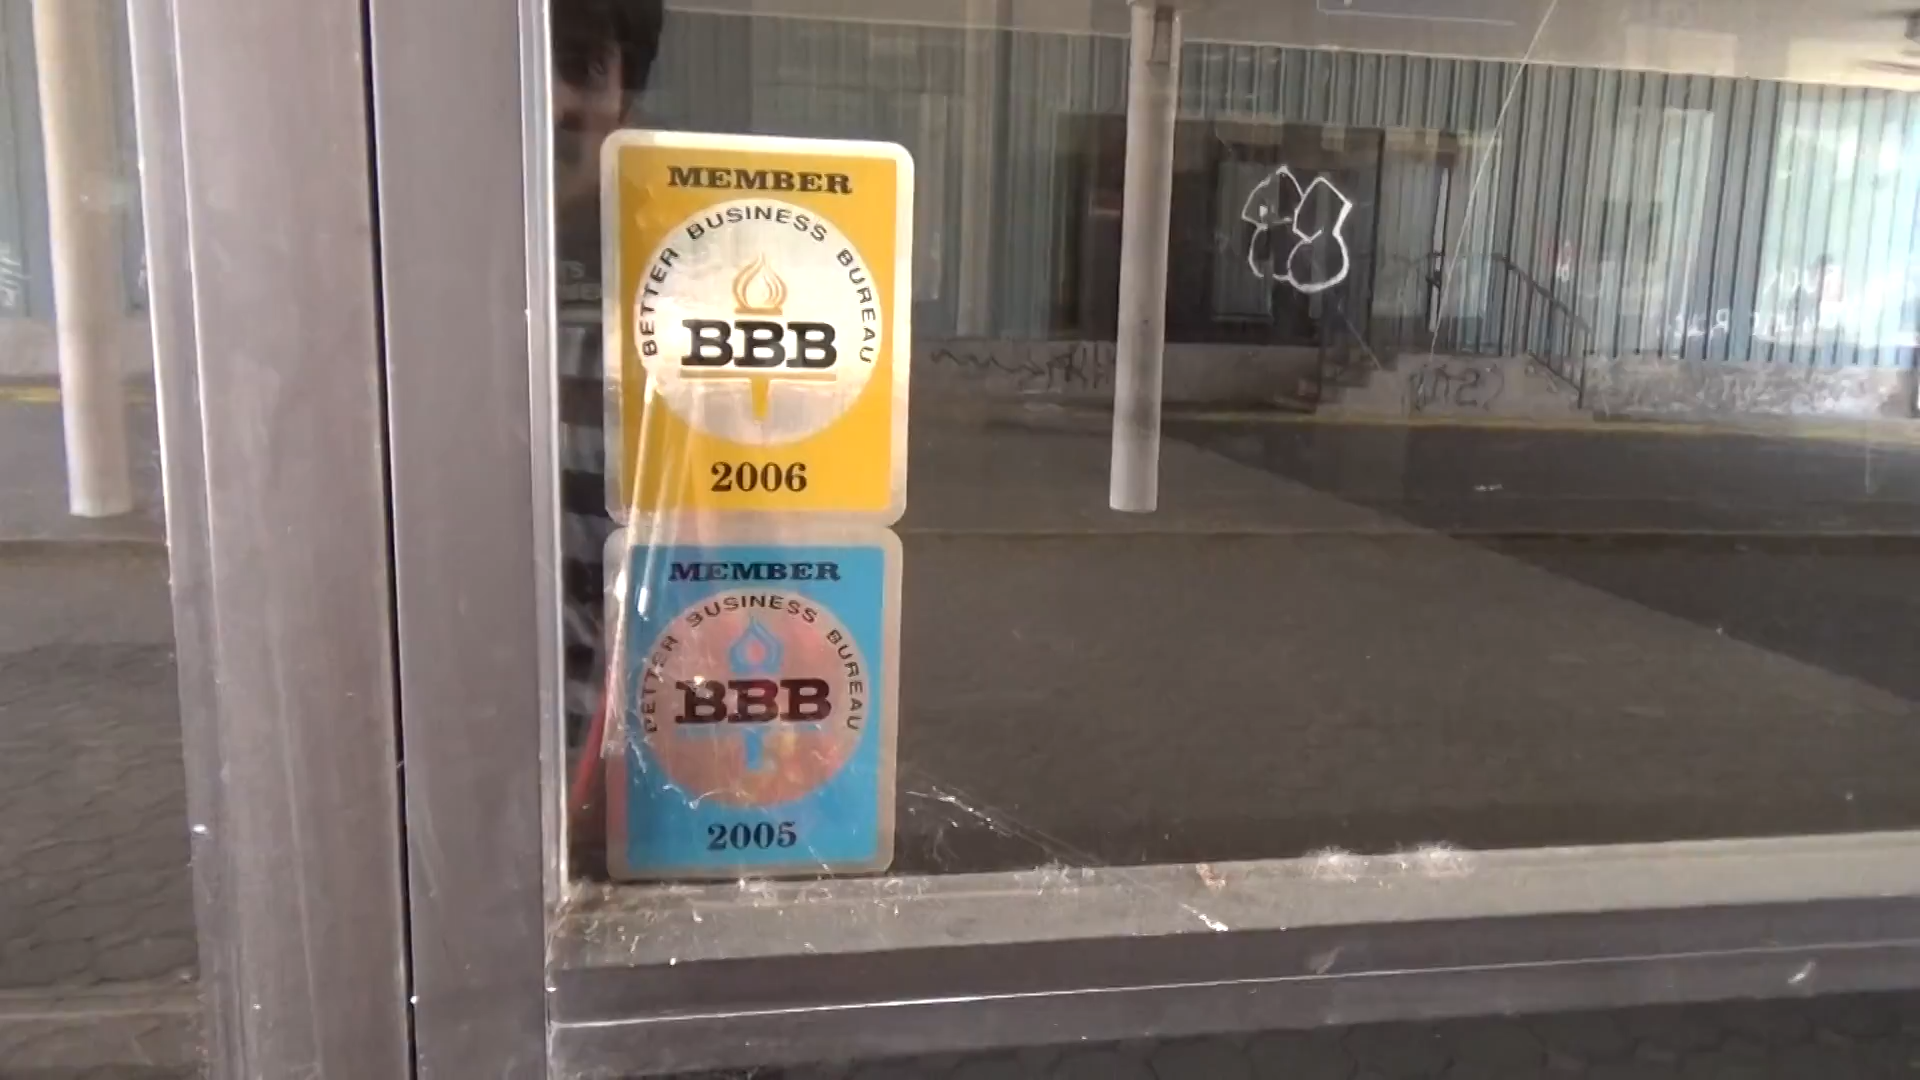 MEMBER
BETTER BUSINESS BUREAU
BBB
2006
MEMBER
BETTER BUSINESS BUREAU
BBB
2005